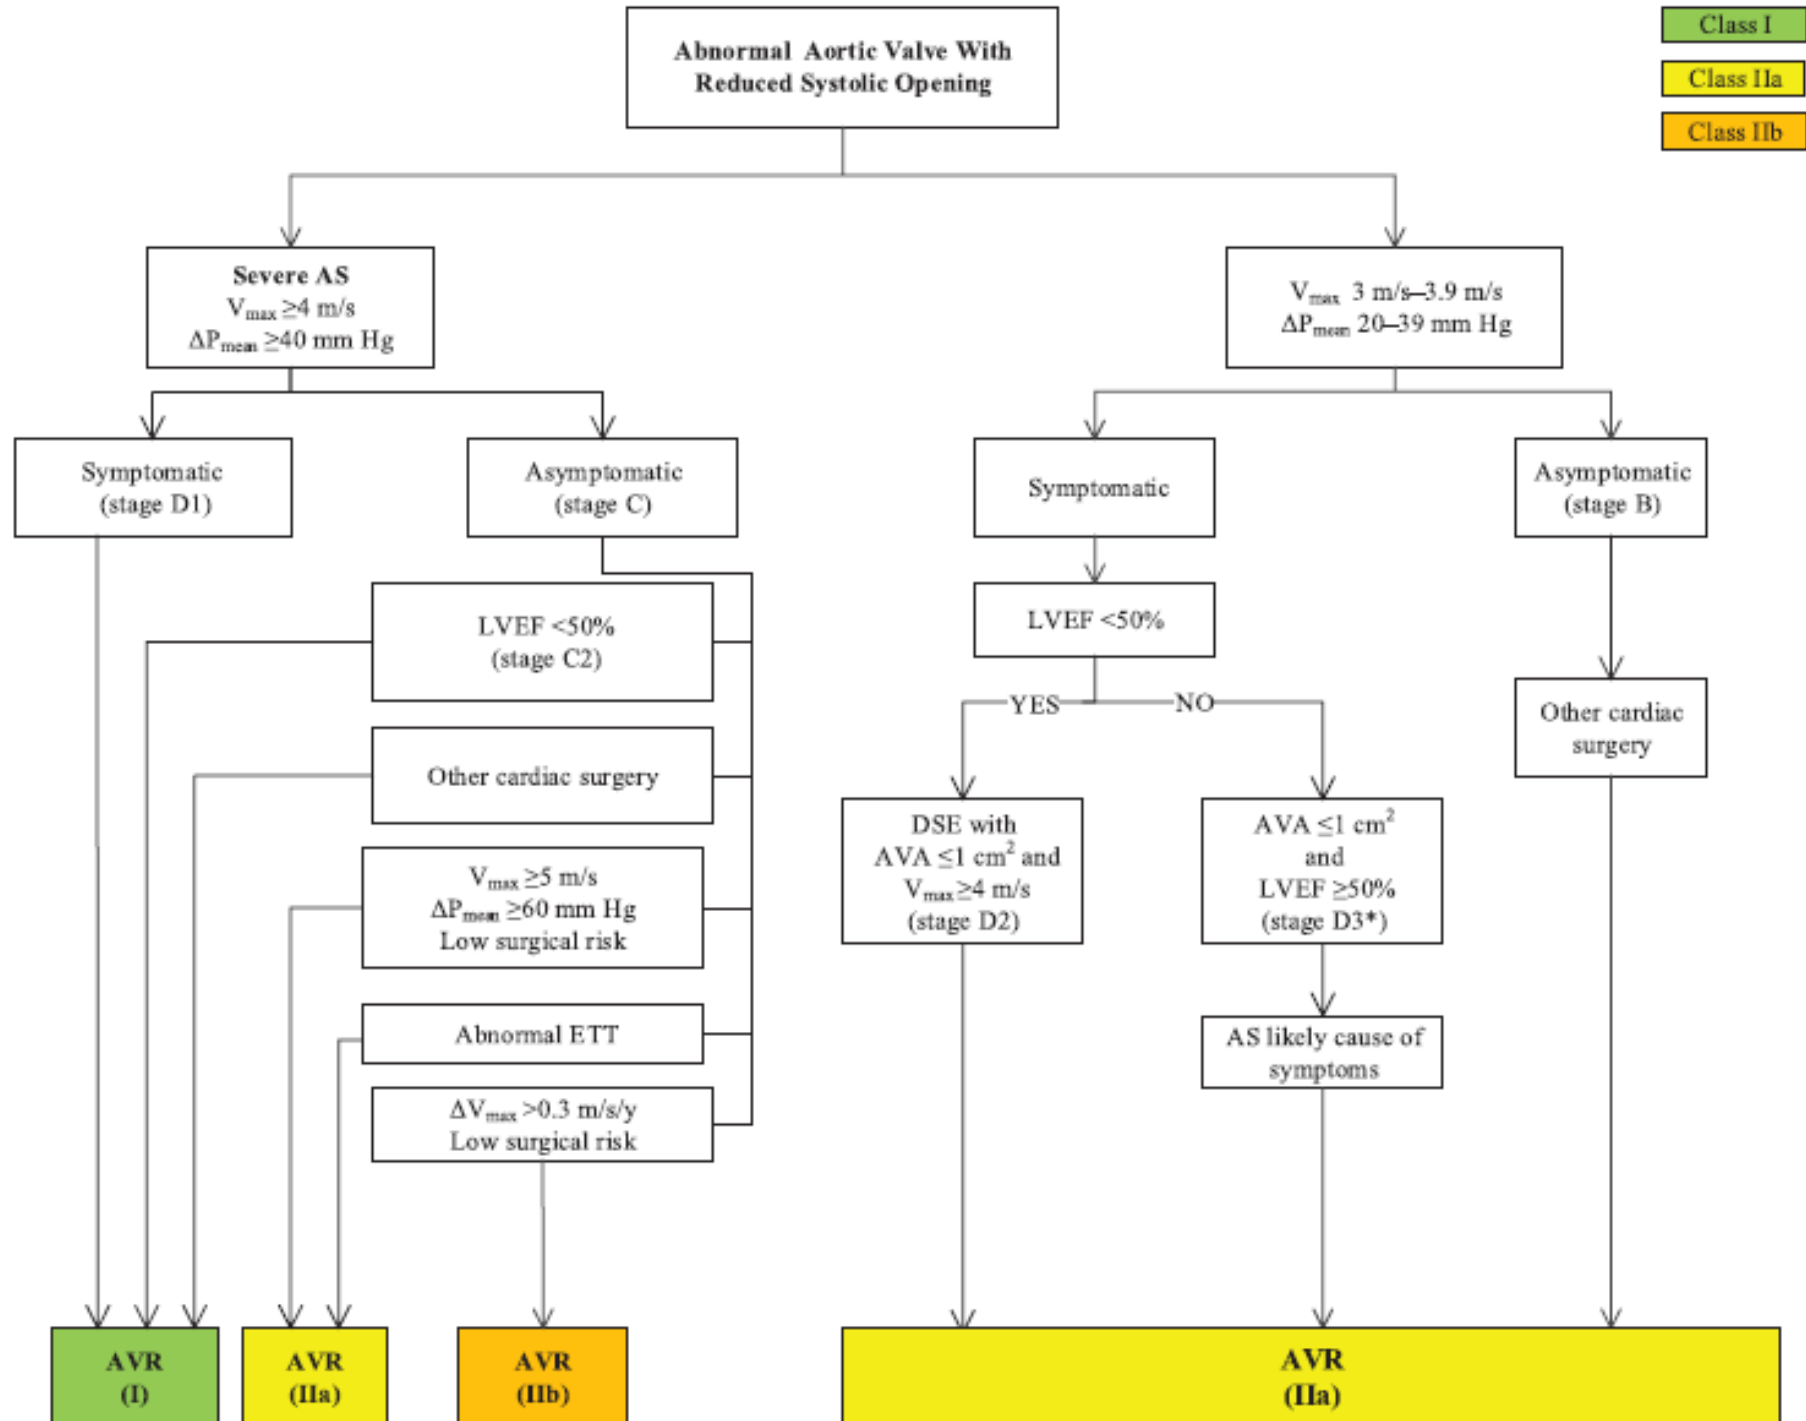 Abnormal Aortic Valve With
Reduced Systolic Opening
Class I
Class IIa
Class IIb
Severe AS
Vmax ≥4 m/s
ΔPmean ≥40 mm Hg
Vmax 3 m/s–3.9 m/s
ΔPmean 20–39 mm Hg
Symptomatic
(stage D1)
Asymptomatic
(stage C)
Symptomatic
Asymptomatic
(stage B)
LVEF <50%
(stage C2)
Other cardiac surgery
Vmax ≥5 m/s
ΔPmean ≥60 mm Hg
Low surgical risk
Abnormal ETT
ΔVmax >0.3 m/s/y
Low surgical risk
LVEF <50%
YES
NO
Other cardiac
surgery
DSE with
AVA ≤1 cm²  and
Vmax ≥4 m/s
(stage D2)
AVA ≤1 cm²
and
LVEF ≥50%
(stage D3*)
AS likely cause of
symptoms
AVR
(I)
AVR
(IIa)
AVR
(IIb)
AVR
(IIa)